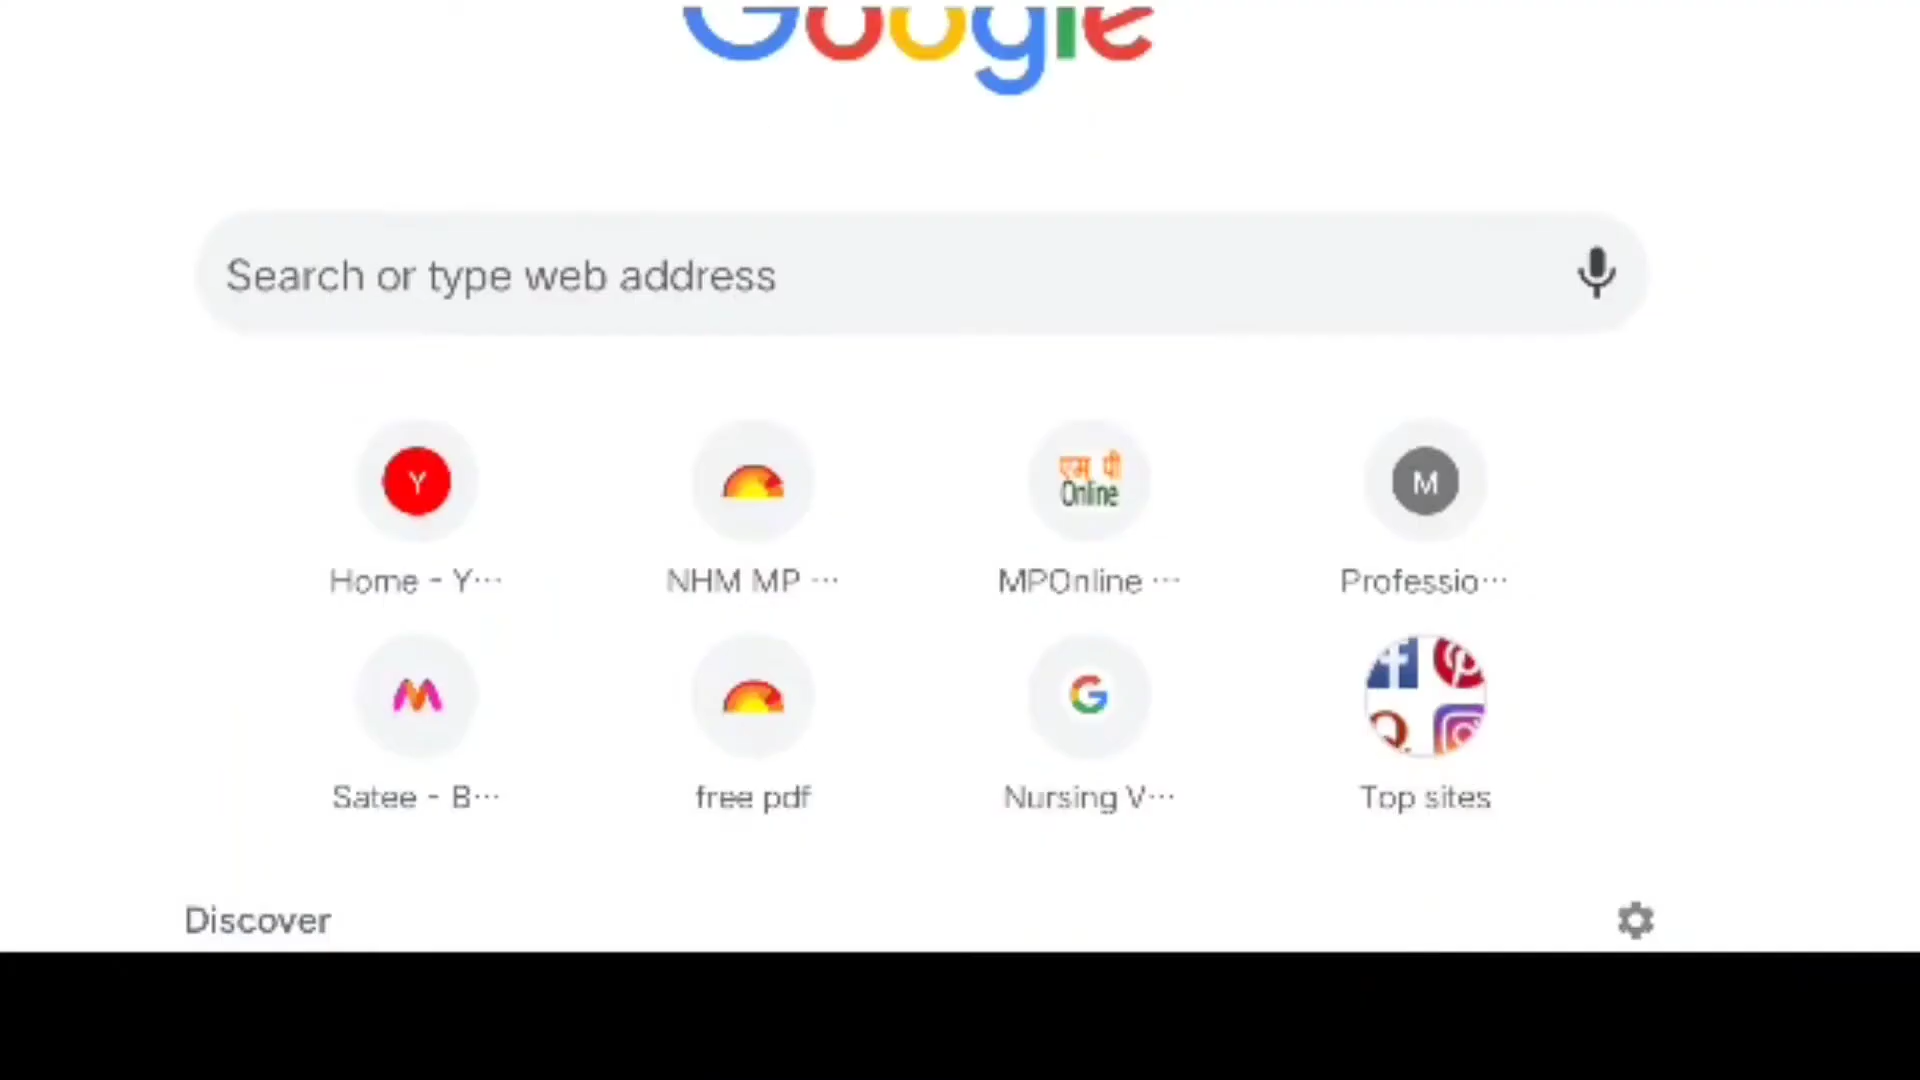 Google
Search or type web address
Y
एम पी
Online
M
Home - Y...
NHM MP ...
MPOnline ...
Professio...
G
Satee - B...
free pdf
Nursing V...
Top sites
Discover